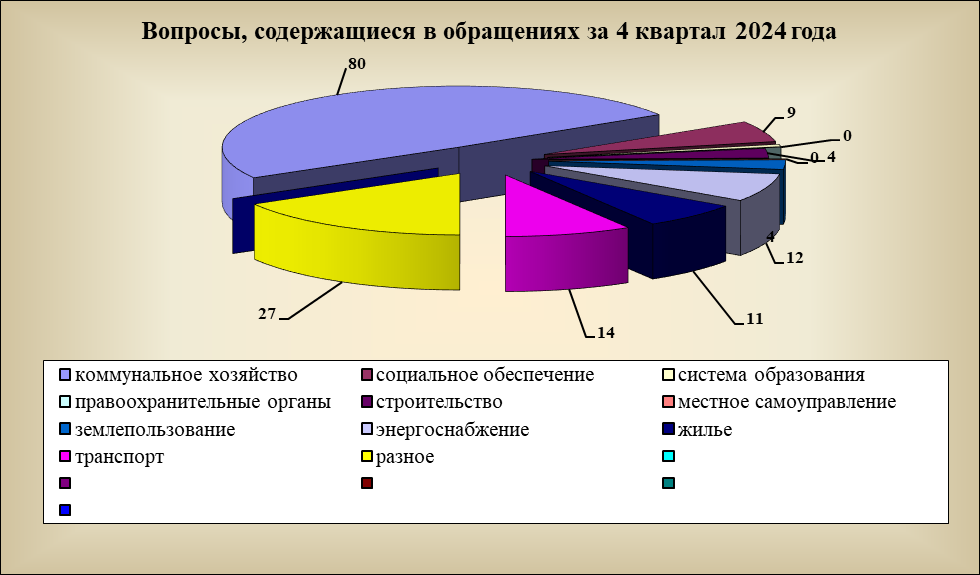 Вопросы, содержащиеся в обращениях за 4 квартал 2024 года
80
9
0
0
4
4
12
11
14
27
коммунальное хозяйство социальное обеспечение система образования
правоохранительные органы строительство местное самоуправление
землепользование энергоснабжение жилье
транспорт разное